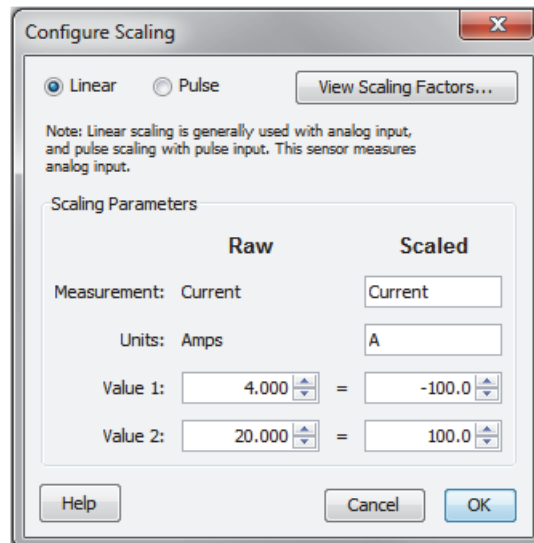 Configure Scaling
Linear Pulse View Scaling Factors...
Note: Linear scaling is generally used with analog input,
and pulse scaling with pulse input. This sensor measures
analog input.
Scaling Parameters
Raw Scaled
Measurement: Current Current
Units: Amps A
Value 1: 4.000 = -100.0
Value 2: 20.000 = 100.0
Help Cancel OK